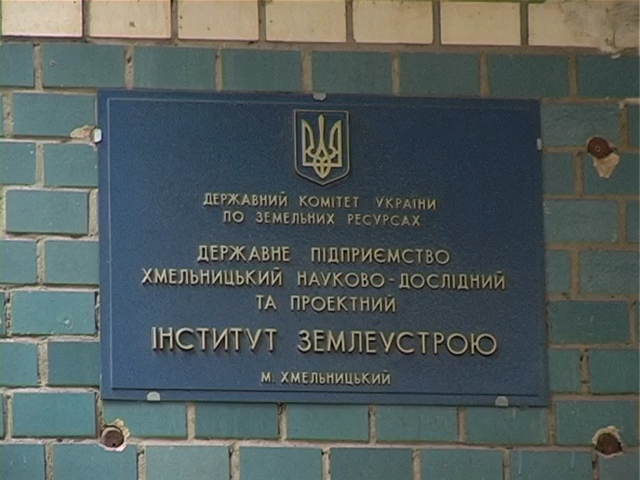 ДЕРЖАВНИЙ КОМІТЕТ УКРАЇНИ
ПО ЗЕМЕЛЬНИХ РЕСУРСАХ
ДЕРЖАВНЕ ПІДПРИЄМСТВО
ХМЕЛЬНИЦЬКИЙ НАУКОВО-ДОСЛІДНИЙ
ТА ПРОЕКТНИЙ
ІНСТИТУТ ЗЕМЛЕУСТРОЮ
М. ХМЕЛЬНИЦЬКИЙ